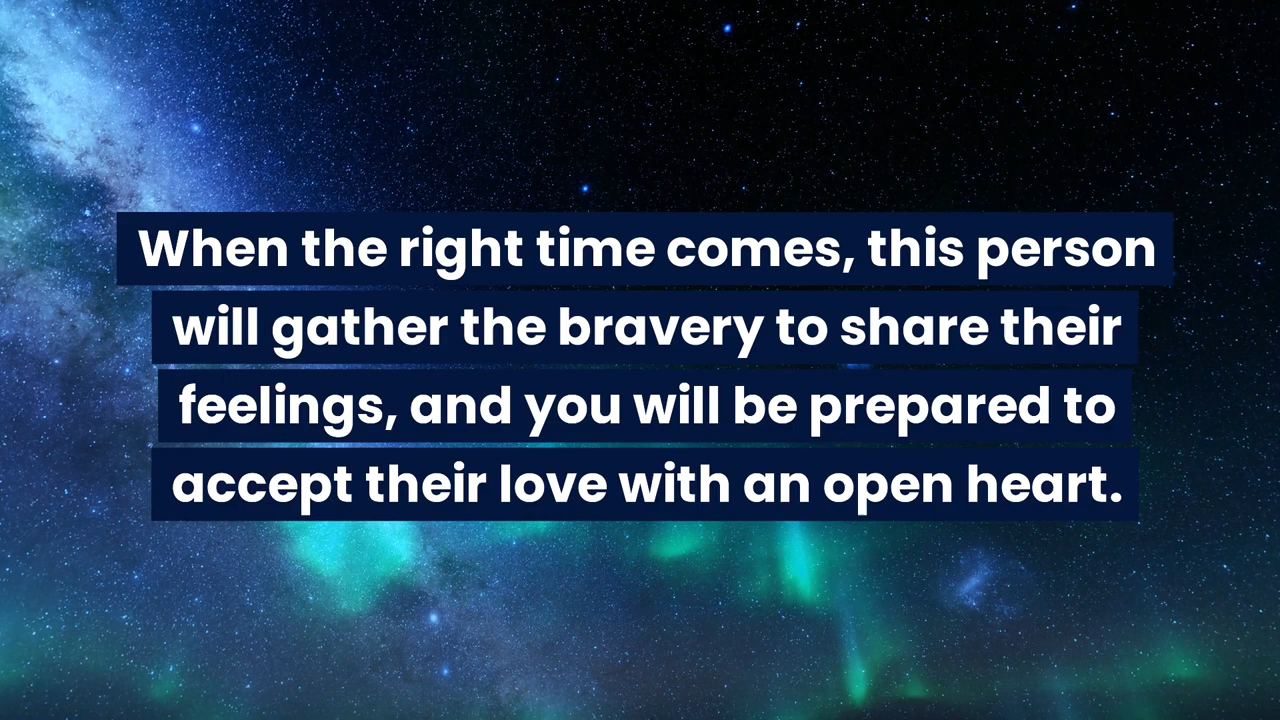 When the right time comes, this person
will gather the bravery to share their
feelings, and you will be prepared to
accept their love with an open heart.